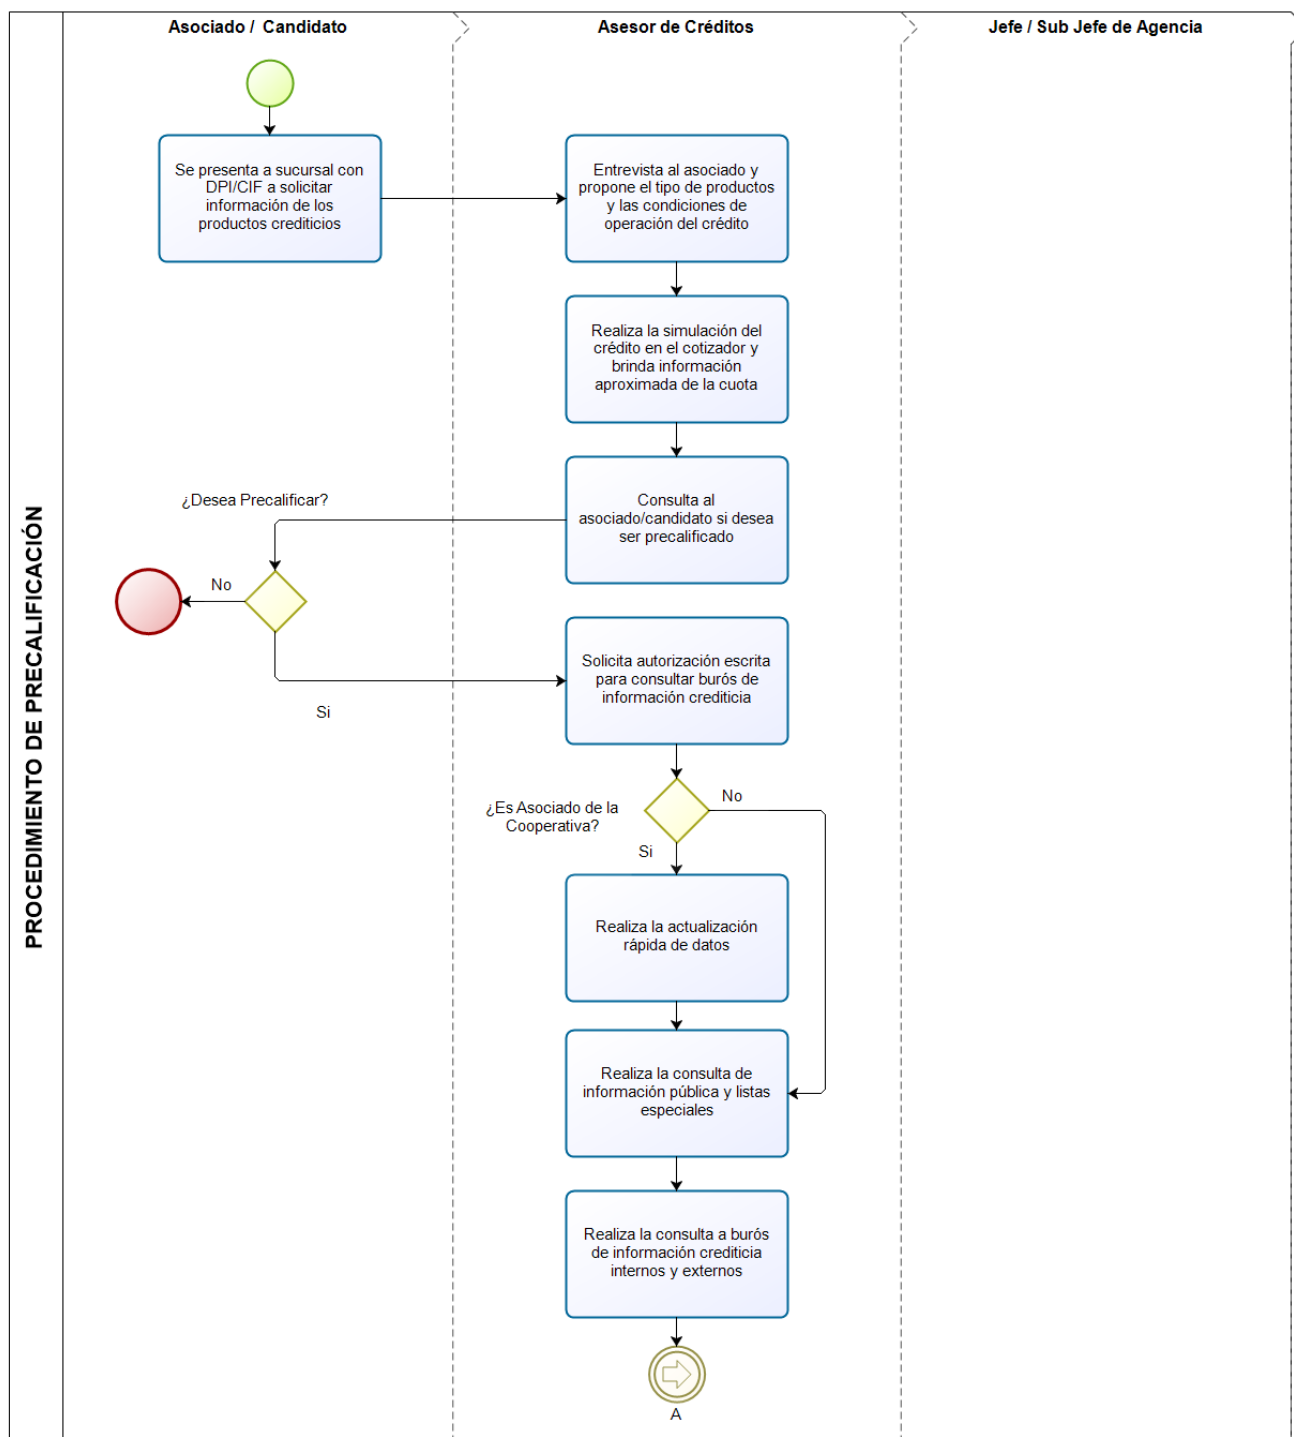 Asociado / Candidato
Asesor de Créditos
Jefe / Sub Jefe de Agencia
PROCEDIMIENTO DE PRECALIFICACIÓN
Se presenta a sucursal con
DPI/CIF a solicitar
información de los
productos crediticios
Entrevista al asociado y
propone el tipo de productos
y las condiciones de
operación del crédito
Realiza la simulación del
crédito en el cotizador y
brinda información
aproximada de la cuota
Consulta al
asociado/candidato si desea
ser precalificado
¿Desea Precalificar?
No
Si
Solicita autorización escrita
para consultar burós de
información crediticia
¿Es Asociado de la
Cooperativa?
No
Si
Realiza la actualización
rápida de datos
Realiza la consulta de
información pública y listas
especiales
Realiza la consulta a burós
de información crediticia
internos y externos
A